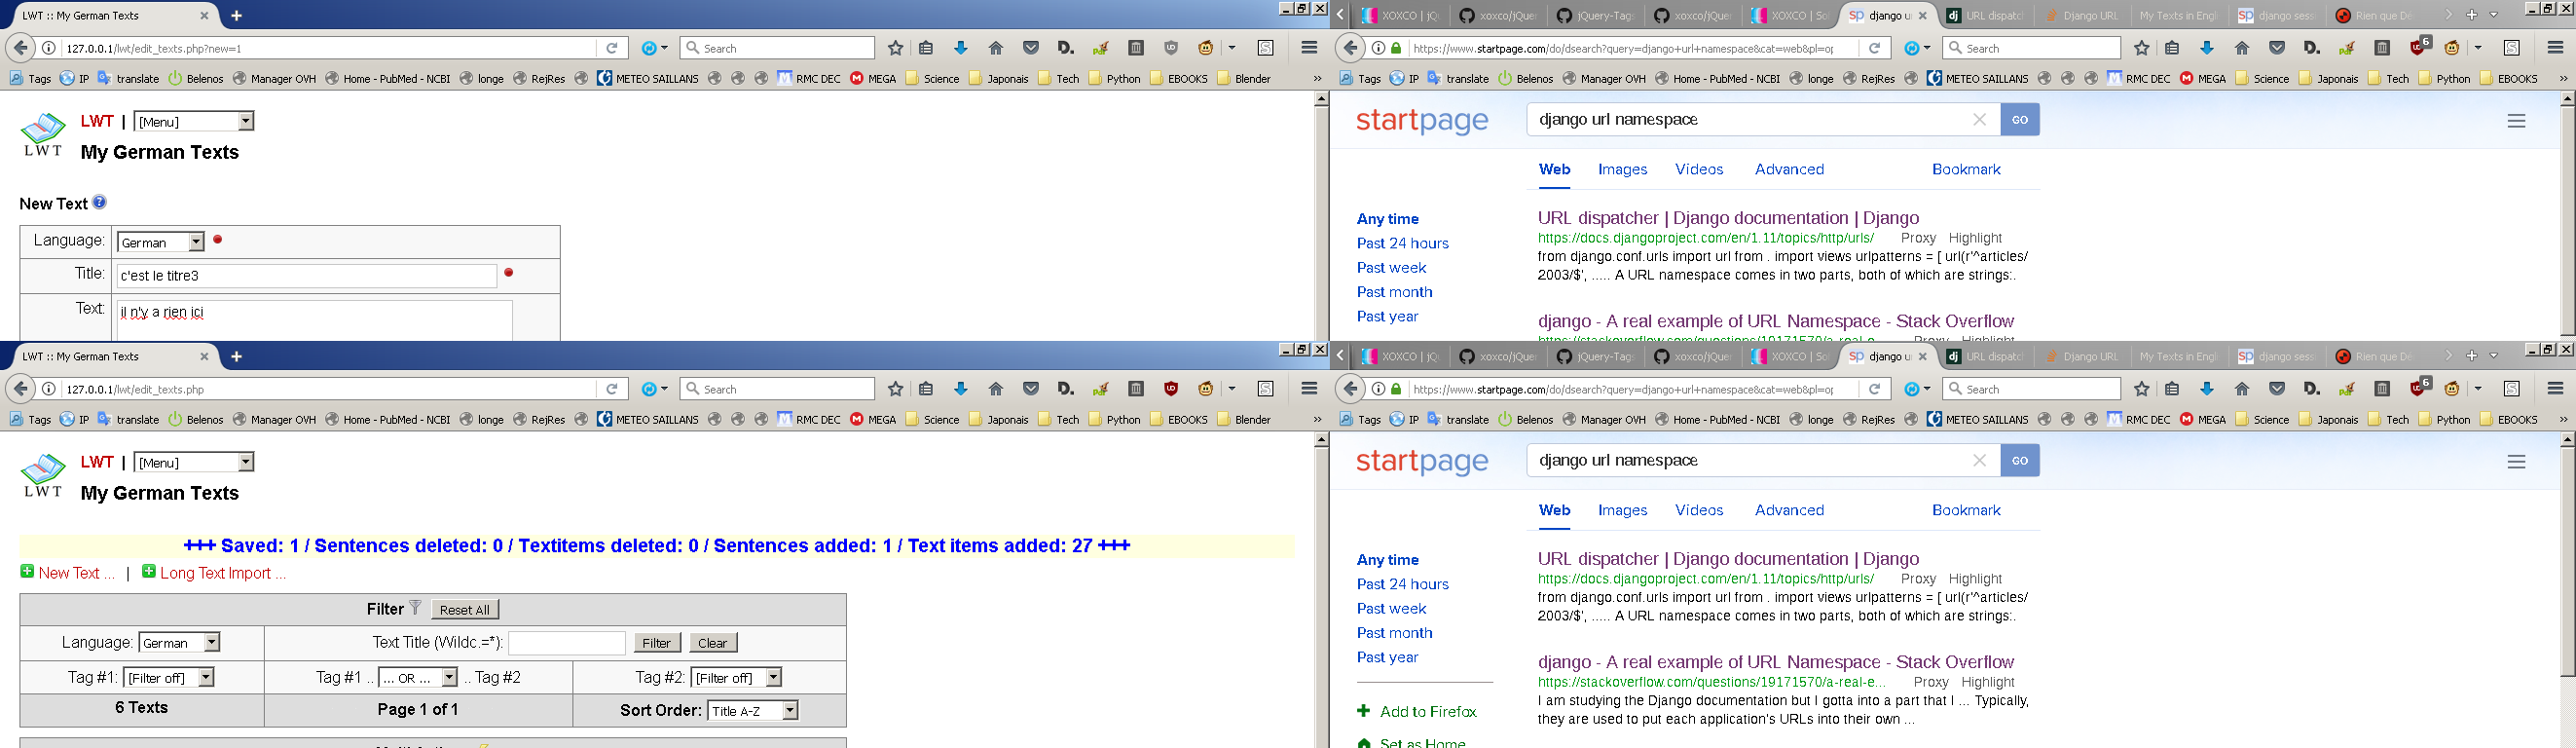 LWT :: My German Texts
127.0.0.1/lwt/edit_texts.php?new=1
Search
Tags IP translate Belenos Manager OVH Home - PubMed - NCBI longe RejRes METEO SAILLANS RMC DEC MEGA Science Japonais Tech Python EBOOKS Blender »
LWT | [Menu]
LWT
My German Texts
New Text
Language: German
Title: c'est le titre3
Text: il n'y a rien ici
XOXCO | jQ xoxco/jQuer jQuery-Tag xoxco/jQuer XOXCO | So django u URL dispatc Django URL My Texts in Engl django sess Rien que De
https://www.startpage.com/do/dsearch?query=django+url+namespace&cat=web&pl=op
Search
6
Tags IP translate Belenos Manager OVH Home - PubMed - NCBI longe RejRes METEO SAILLANS RMC DEC MEGA Science Japonais Tech Python EBOOKS »
startpage
django url namespace
GO
Web Images Videos Advanced Bookmark
Any time
Past 24 hours
Past week
Past month
Past year
URL dispatcher | Django documentation | Django
https://docs.djangoproject.com/en/1.11/topics/http/urls/ Proxy Highlight
from django.conf.urls import url from . import views urlpatterns = [ url(r'^articles/
2003/$', ..... A URL namespace comes in two parts, both of which are strings:.
django - A real example of URL Namespace - Stack Overflow
https://stackoverflow.com/questions/19171570/a-real-e... Proxy Highlight
LWT :: My German Texts
127.0.0.1/lwt/edit_texts.php
Search
Tags IP translate Belenos Manager OVH Home - PubMed - NCBI longe RejRes METEO SAILLANS RMC DEC MEGA Science Japonais Tech Python EBOOKS Blender »
LWT | [Menu]
LWT
My German Texts
+++ Saved: 1 / Sentences deleted: 0 / Textitems deleted: 0 / Sentences added: 1 / Text items added: 27 +++
New Text ... | Long Text Import ...
Filter Reset All
Language: German Text Title (Wildc.=*): Filter Clear
Tag #1: [Filter off] Tag #1 .. ... OR ... .. Tag #2 Tag #2: [Filter off]
6 Texts Page 1 of 1 Sort Order: Title A-Z
XOXCO | jQ xoxco/jQuer jQuery-Tag xoxco/jQuer XOXCO | So django u URL dispatc Django URL My Texts in Engl django sess Rien que De
https://www.startpage.com/do/dsearch?query=django+url+namespace&cat=web&pl=op
Search
6
Tags IP translate Belenos Manager OVH Home - PubMed - NCBI longe RejRes METEO SAILLANS RMC DEC MEGA Science Japonais Tech Python EBOOKS »
startpage
django url namespace
GO
Web Images Videos Advanced Bookmark
Any time
Past 24 hours
Past week
Past month
Past year
Add to Firefox
Set as Home
URL dispatcher | Django documentation | Django
https://docs.djangoproject.com/en/1.11/topics/http/urls/ Proxy Highlight
from django.conf.urls import url from . import views urlpatterns = [ url(r'^articles/
2003/$', ..... A URL namespace comes in two parts, both of which are strings:.
django - A real example of URL Namespace - Stack Overflow
https://stackoverflow.com/questions/19171570/a-real-e... Proxy Highlight
I am studying the Django documentation but I gotta into a part that I ... Typically,
they are used to put each application's URLs into their own ...